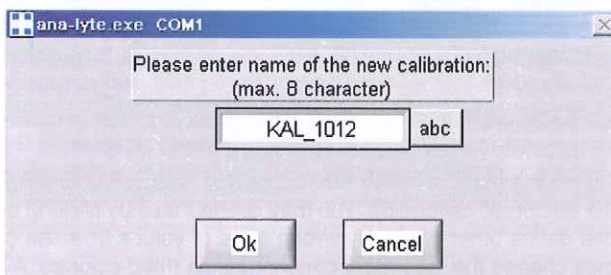 ana-lyte.exe COM1
Please enter name of the new calibration:
(max. 8 character)
KAL_1012 abc
Ok Cancel